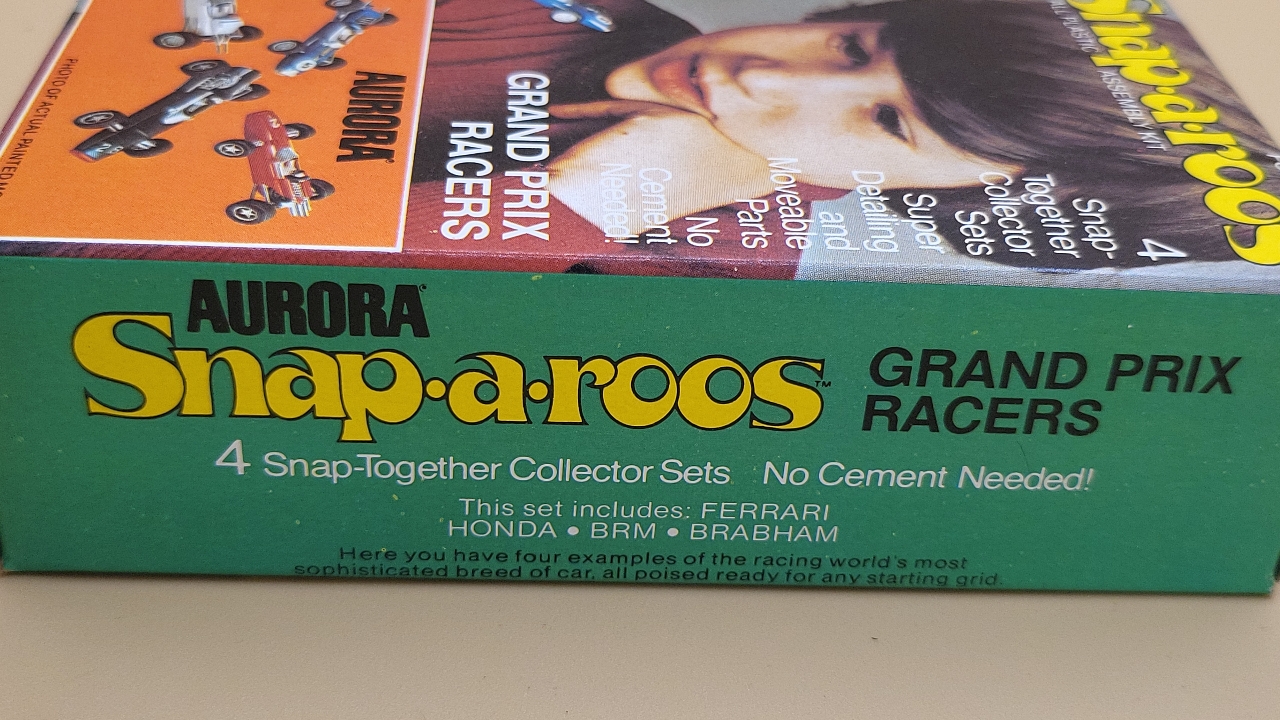 Snap·a·roos
ALL PLASTIC ASSEMBLY KIT
4
Snap-
Together
Collector
Sets
Super
Detailing
and
Moveable
Parts
No
Cement
Needed!
GRAND PRIX
RACERS
AURORA®
PHOTO OF ACTUAL PAINTED
AURORA®
Snap·a·roos™
GRAND PRIX
RACERS
4 Snap-Together Collector Sets No Cement Needed!
This set includes: FERRARI
HONDA • BRM • BRABHAM
Here you have four examples of the racing world's most
sophisticated breed of car, all poised ready for any starting grid.